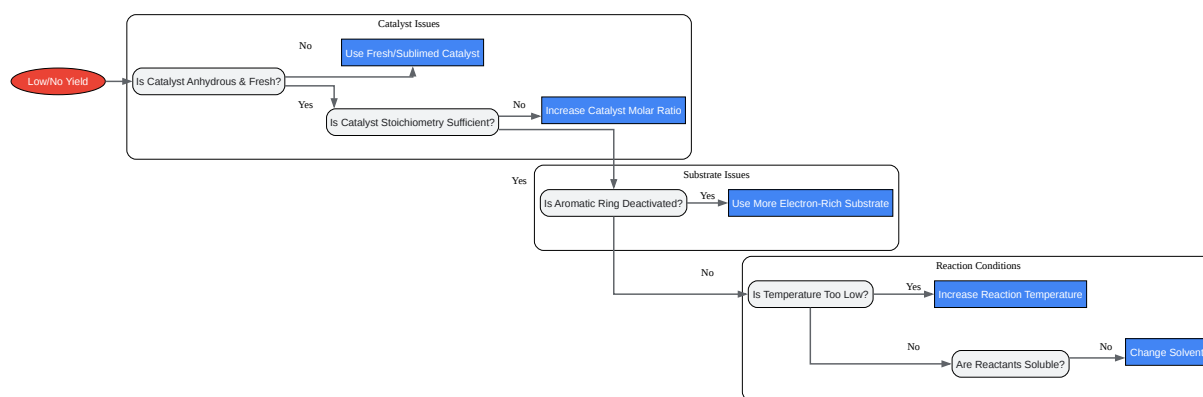 Catalyst Issues
No
Use Fresh/Sublimed Catalyst
Low/No Yield
Is Catalyst Anhydrous & Fresh?
Yes
No
Increase Catalyst Molar Ratio
Is Catalyst Stoichiometry Sufficient?
Yes
Substrate Issues
Is Aromatic Ring Deactivated?
Yes
Use More Electron-Rich Substrate
No
Reaction Conditions
Is Temperature Too Low?
Yes
Increase Reaction Temperature
No
Are Reactants Soluble?
No
Change Solvent